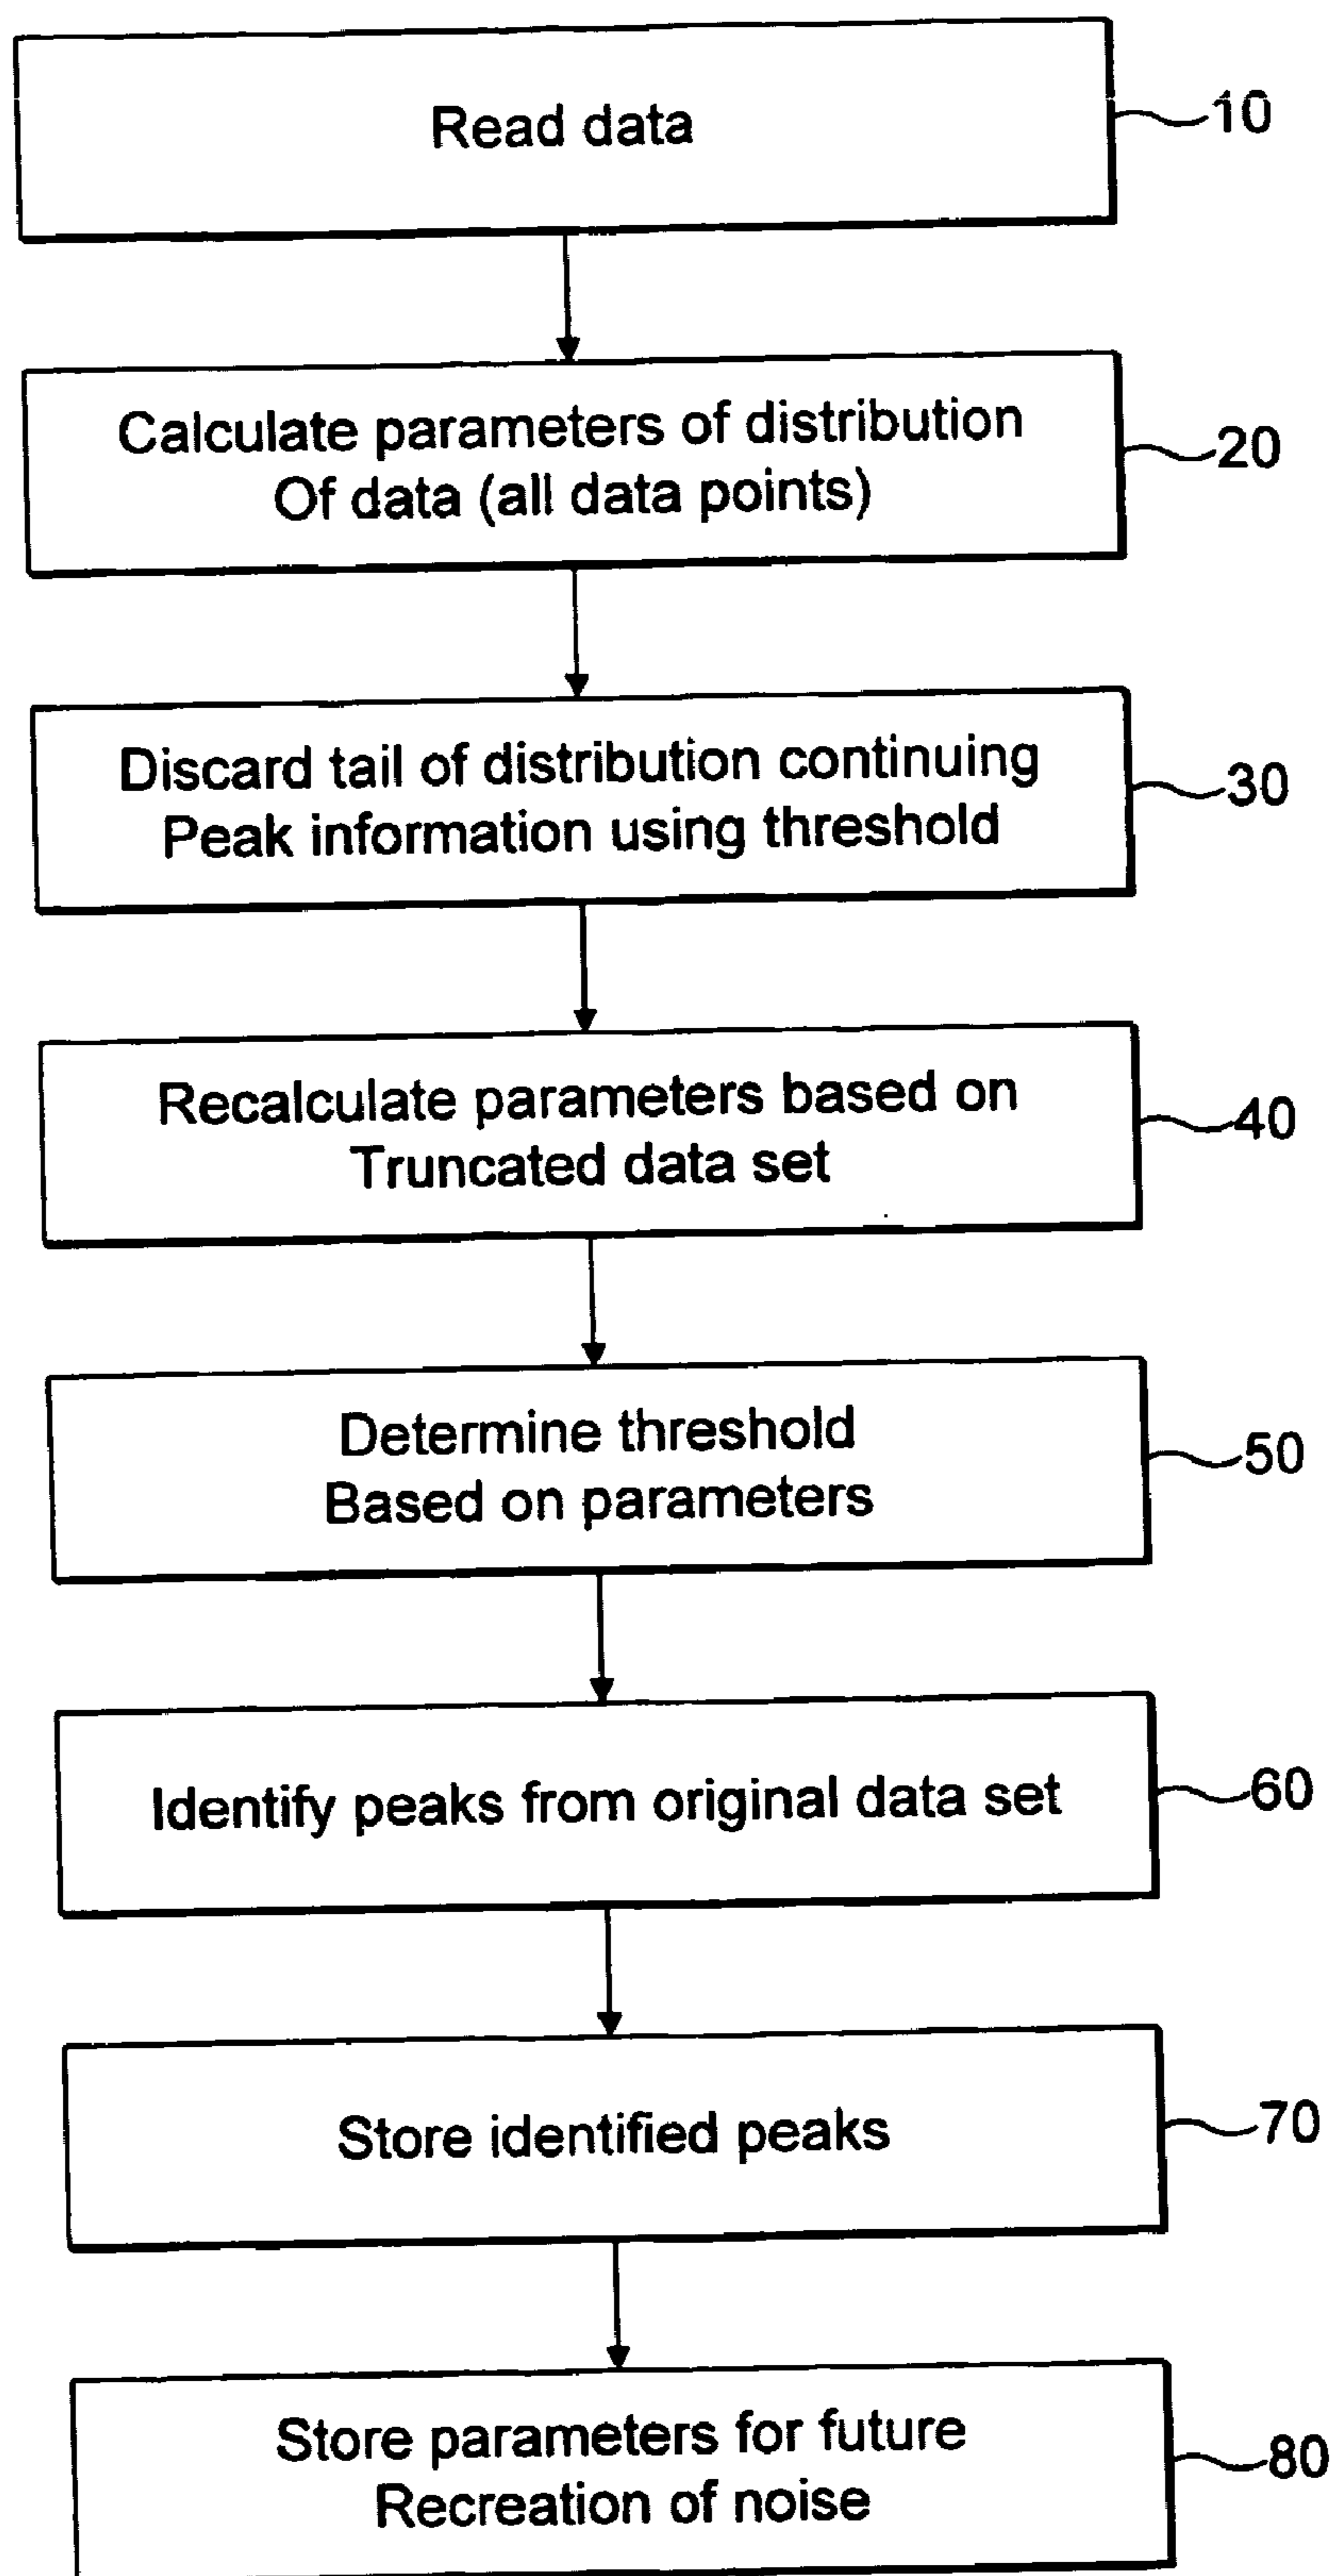 Read data
10
Calculate parameters of distribution
Of data (all data points)
20
Discard tail of distribution continuing
Peak information using threshold
30
Recalculate parameters based on
Truncated data set
40
Determine threshold
Based on parameters
50
Identify peaks from original data set
60
Store identified peaks
70
Store parameters for future
Recreation of noise
80